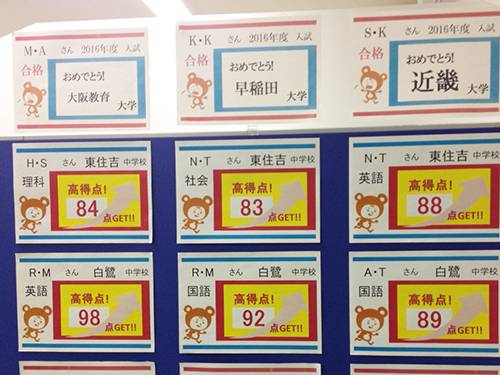 M・A さん 2016年度 入試
合格
おめでとう!
大阪教育 大学
K・K さん 2016年度 入試
合格
おめでとう!
早稲田 大学
S・K さん 2016年度 入試
合格
おめでとう!
近畿 大学
H・S さん 東住吉 中学校
理科
高得点!
84 点GET!!
N・T さん 東住吉 中学校
社会
高得点!
83 点GET!!
N・T さん 東住吉 中学校
英語
高得点!
88 点GET!!
R・M さん 白鷺 中学校
英語
高得点!
98 点GET!!
R・M さん 白鷺 中学校
国語
高得点!
92 点GET!!
A・T さん 白鷺 中学校
国語
高得点!
89 点GET!!